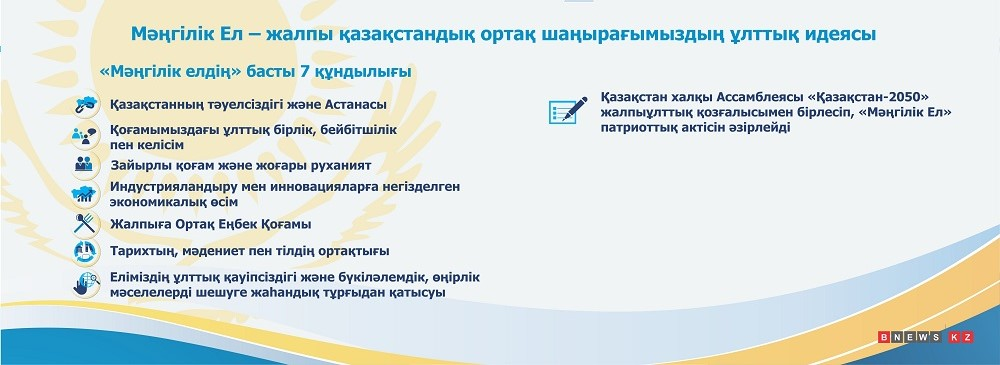 Мәңгілік Ел – жалпы қазақстандық ортақ шаңырағымыздың ұлттық идеясы
«Мәңгілік елдің» басты 7 құндылығы
Қазақстанның тәуелсіздігі және Астанасы
Қоғамымыздағы ұлттық бірлік, бейбітшілік
пен келісім
Зайырлы қоғам және жоғары руханият
Индустрияландыру мен инновацияларға негізделген
экономикалық өсім
Жалпыға Ортақ Еңбек Қоғамы
Тарихтың, мәдениет пен тілдің ортақтығы
Еліміздің ұлттық қауіпсіздігі және бүкіләлемдік, өңірлік
мәселелерді шешуге жаһандық тұрғыдан қатысуы
Қазақстан халқы Ассамблеясы «Қазақстан-2050»
жалпыұлттық қозғалысымен бірлесіп, «Мәңгілік Ел»
патриоттық актісін әзірлейді
BNEWS KZ